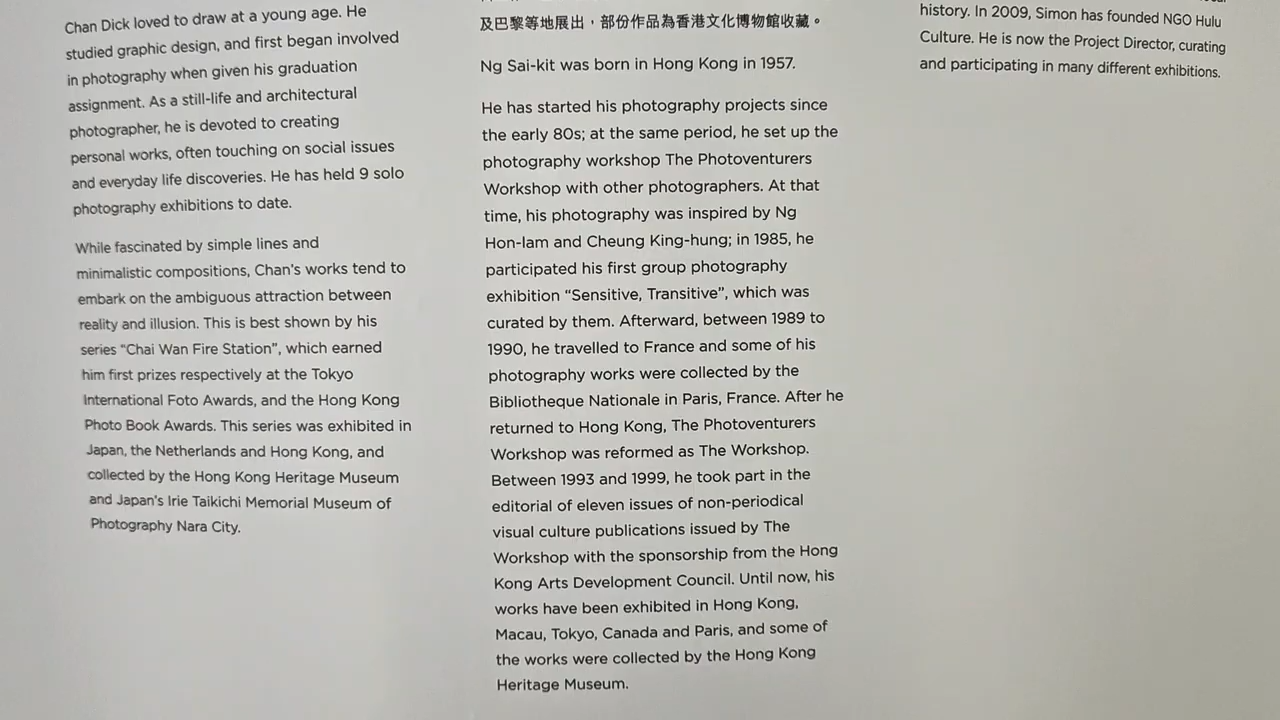 Chan Dick loved to draw at a young age. He
studied graphic design, and first began involved
in photography when given his graduation
assignment. As a still-life and architectural
photographer, he is devoted to creating
personal works, often touching on social issues
and everyday life discoveries. He has held 9 solo
photography exhibitions to date.
While fascinated by simple lines and
minimalistic compositions, Chan's works tend to
embark on the ambiguous attraction between
reality and illusion. This is best shown by his
series “Chai Wan Fire Station”, which earned
him first prizes respectively at the Tokyo
International Foto Awards, and the Hong Kong
Photo Book Awards. This series was exhibited in
Japan, the Netherlands and Hong Kong, and
collected by the Hong Kong Heritage Museum
and Japan's Irie Taikichi Memorial Museum of
Photography Nara City.
及巴黎等地展出，部份作品為香港文化博物館收藏。
Ng Sai-kit was born in Hong Kong in 1957.
He has started his photography projects since
the early 80s; at the same period, he set up the
photography workshop The Photoventurers
Workshop with other photographers. At that
time, his photography was inspired by Ng
Hon-lam and Cheung King-hung; in 1985, he
participated his first group photography
exhibition “Sensitive, Transitive”, which was
curated by them. Afterward, between 1989 to
1990, he travelled to France and some of his
photography works were collected by the
Bibliotheque Nationale in Paris, France. After he
returned to Hong Kong, The Photoventurers
Workshop was reformed as The Workshop.
Between 1993 and 1999, he took part in the
editorial of eleven issues of non-periodical
visual culture publications issued by The
Workshop with the sponsorship from the Hong
Kong Arts Development Council. Until now, his
works have been exhibited in Hong Kong,
Macau, Tokyo, Canada and Paris, and some of
the works were collected by the Hong Kong
Heritage Museum.
history. In 2009, Simon has founded NGO Hulu
Culture. He is now the Project Director, curating
and participating in many different exhibitions.